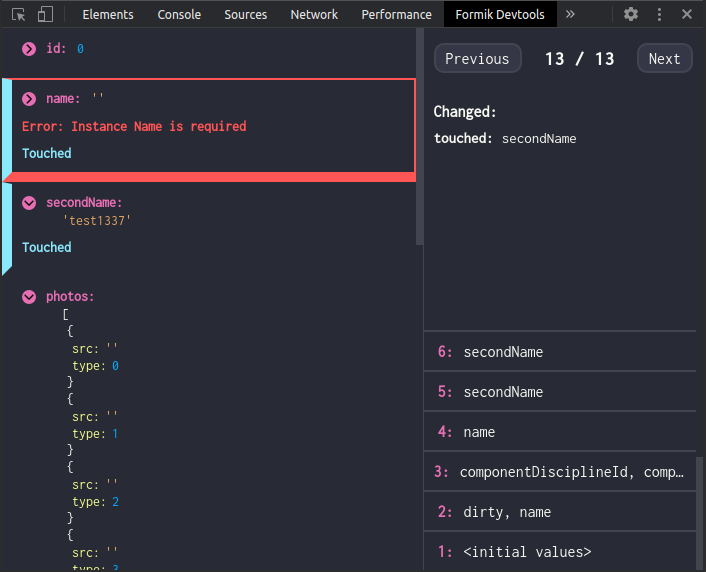 Elements Console Sources Network Performance Formik Devtools »
id: 0
name: ''
Error: Instance Name is required
Touched
secondName:
'test1337'
Touched
photos:
[
{
src: ''
type: 0
}
{
src: ''
type: 1
}
{
src: ''
type: 2
}
{
src: ''
type: 3
Previous 13 / 13 Next
Changed:
touched: secondName
6: secondName
5: secondName
4: name
3: componentDisciplineId, comp…
2: dirty, name
1: <initial values>